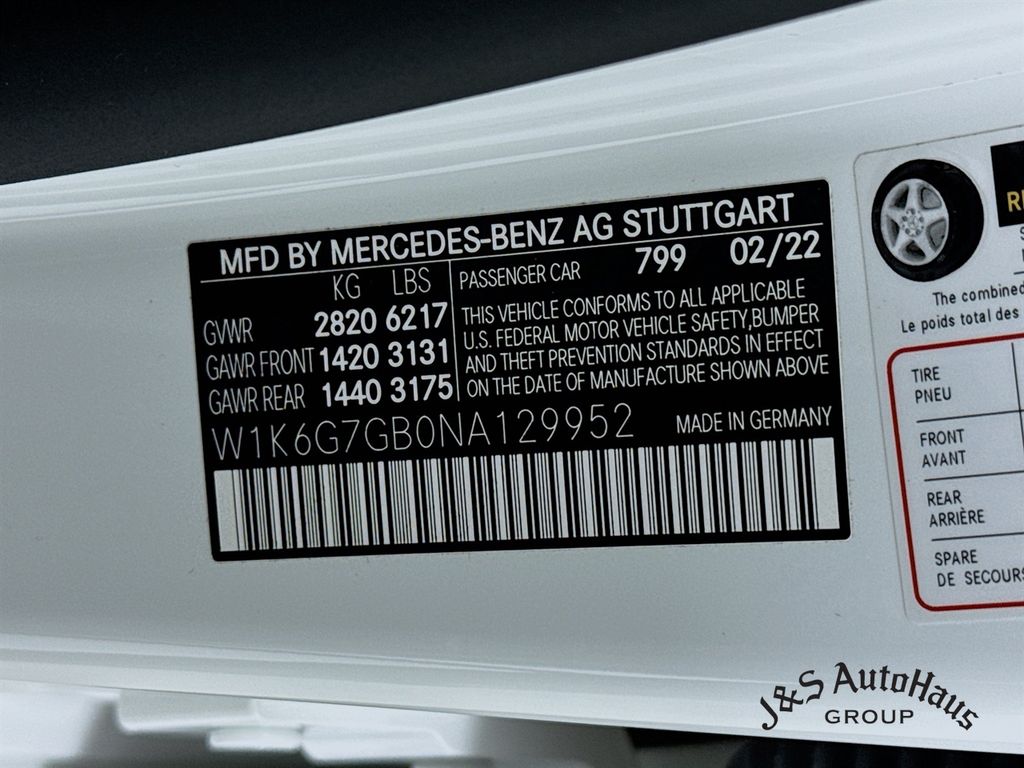 MFD BY MERCEDES-BENZ AG STUTTGART
KG LBS
GVWR 2820 6217
GAWR FRONT 1420 3131
GAWR REAR 1440 3175
PASSENGER CAR 799 02/22
THIS VEHICLE CONFORMS TO ALL APPLICABLE
U.S. FEDERAL MOTOR VEHICLE SAFETY,BUMPER
AND THEFT PREVENTION STANDARDS IN EFFECT
ON THE DATE OF MANUFACTURE SHOWN ABOVE
W1K6G7GB0NA129952 MADE IN GERMANY
The combined
Le poids total des
TIRE
PNEU
FRONT
AVANT
REAR
ARRIÈRE
SPARE
DE SECOURS
J&S AutoHaus
GROUP